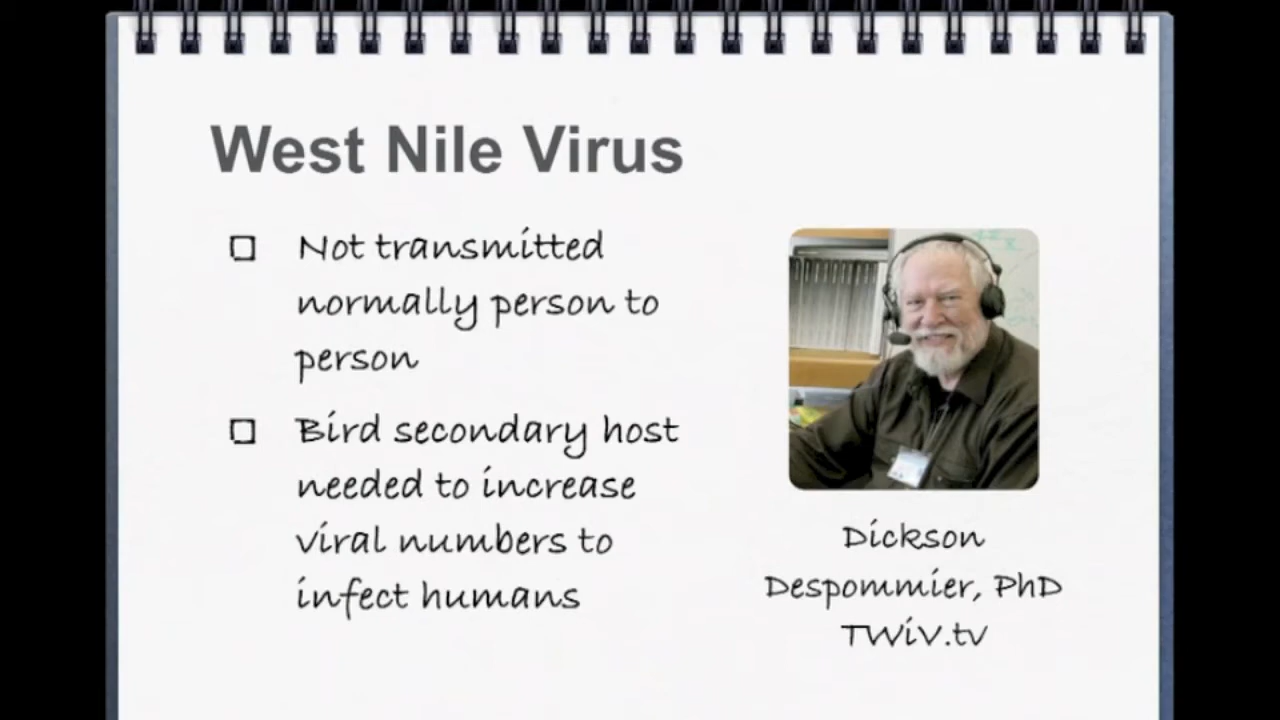 West Nile Virus
Not transmitted
normally person to
person
Bird secondary host
needed to increase
viral numbers to
infect humans
Dickson
Despommier, PhD
TWiV.tv